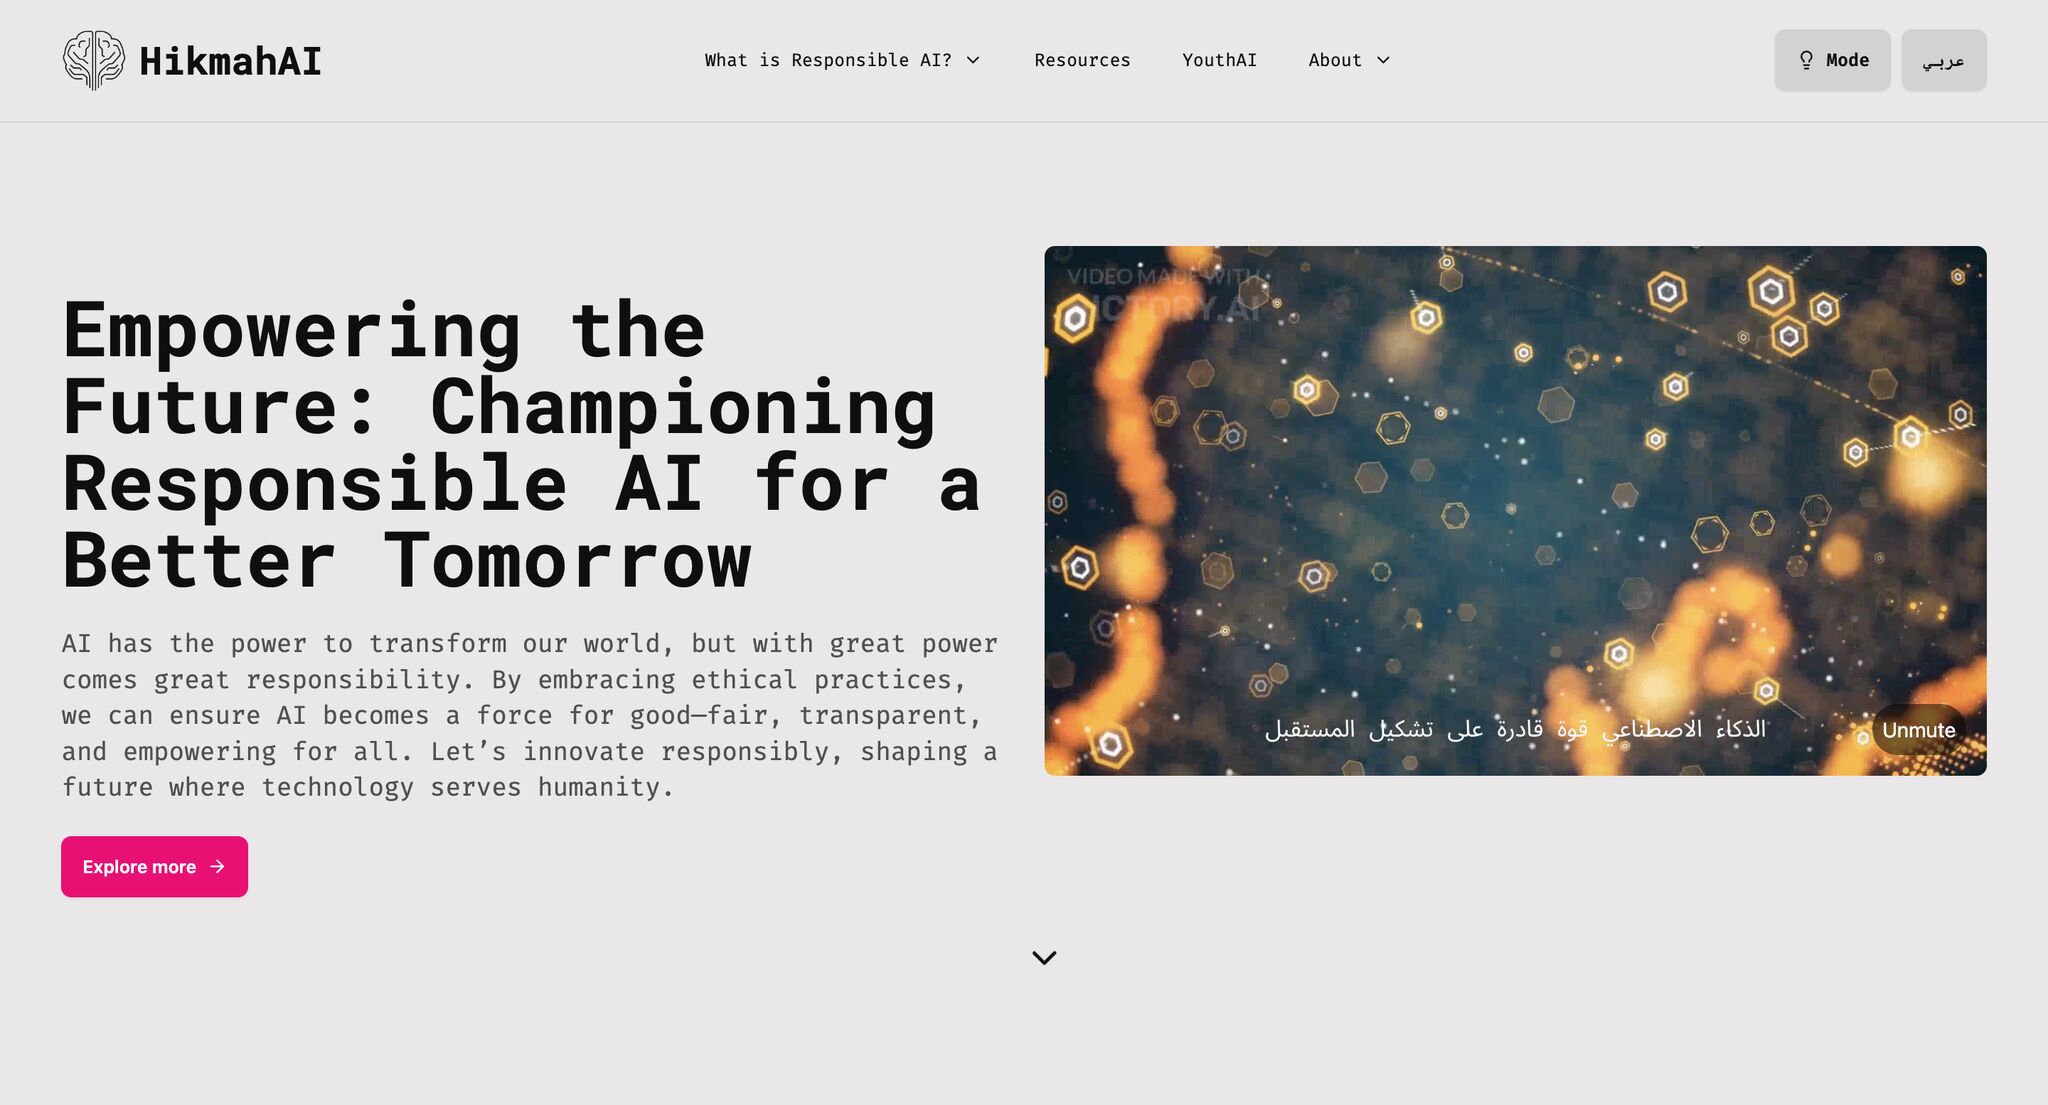 HikmahAI
What is Responsible AI?
Resources
YouthAI
About
Mode
عربي
Empowering the
Future: Championing
Responsible AI for a
Better Tomorrow
AI has the power to transform our world, but with great power
comes great responsibility. By embracing ethical practices,
we can ensure AI becomes a force for good—fair, transparent,
and empowering for all. Let’s innovate responsibly, shaping a
future where technology serves humanity.
Explore more
VIDEO MADE WITH
ICTORY.AI
الذكاء الاصطناعي قوة قادرة على تشكيل المستقبل
Unmute